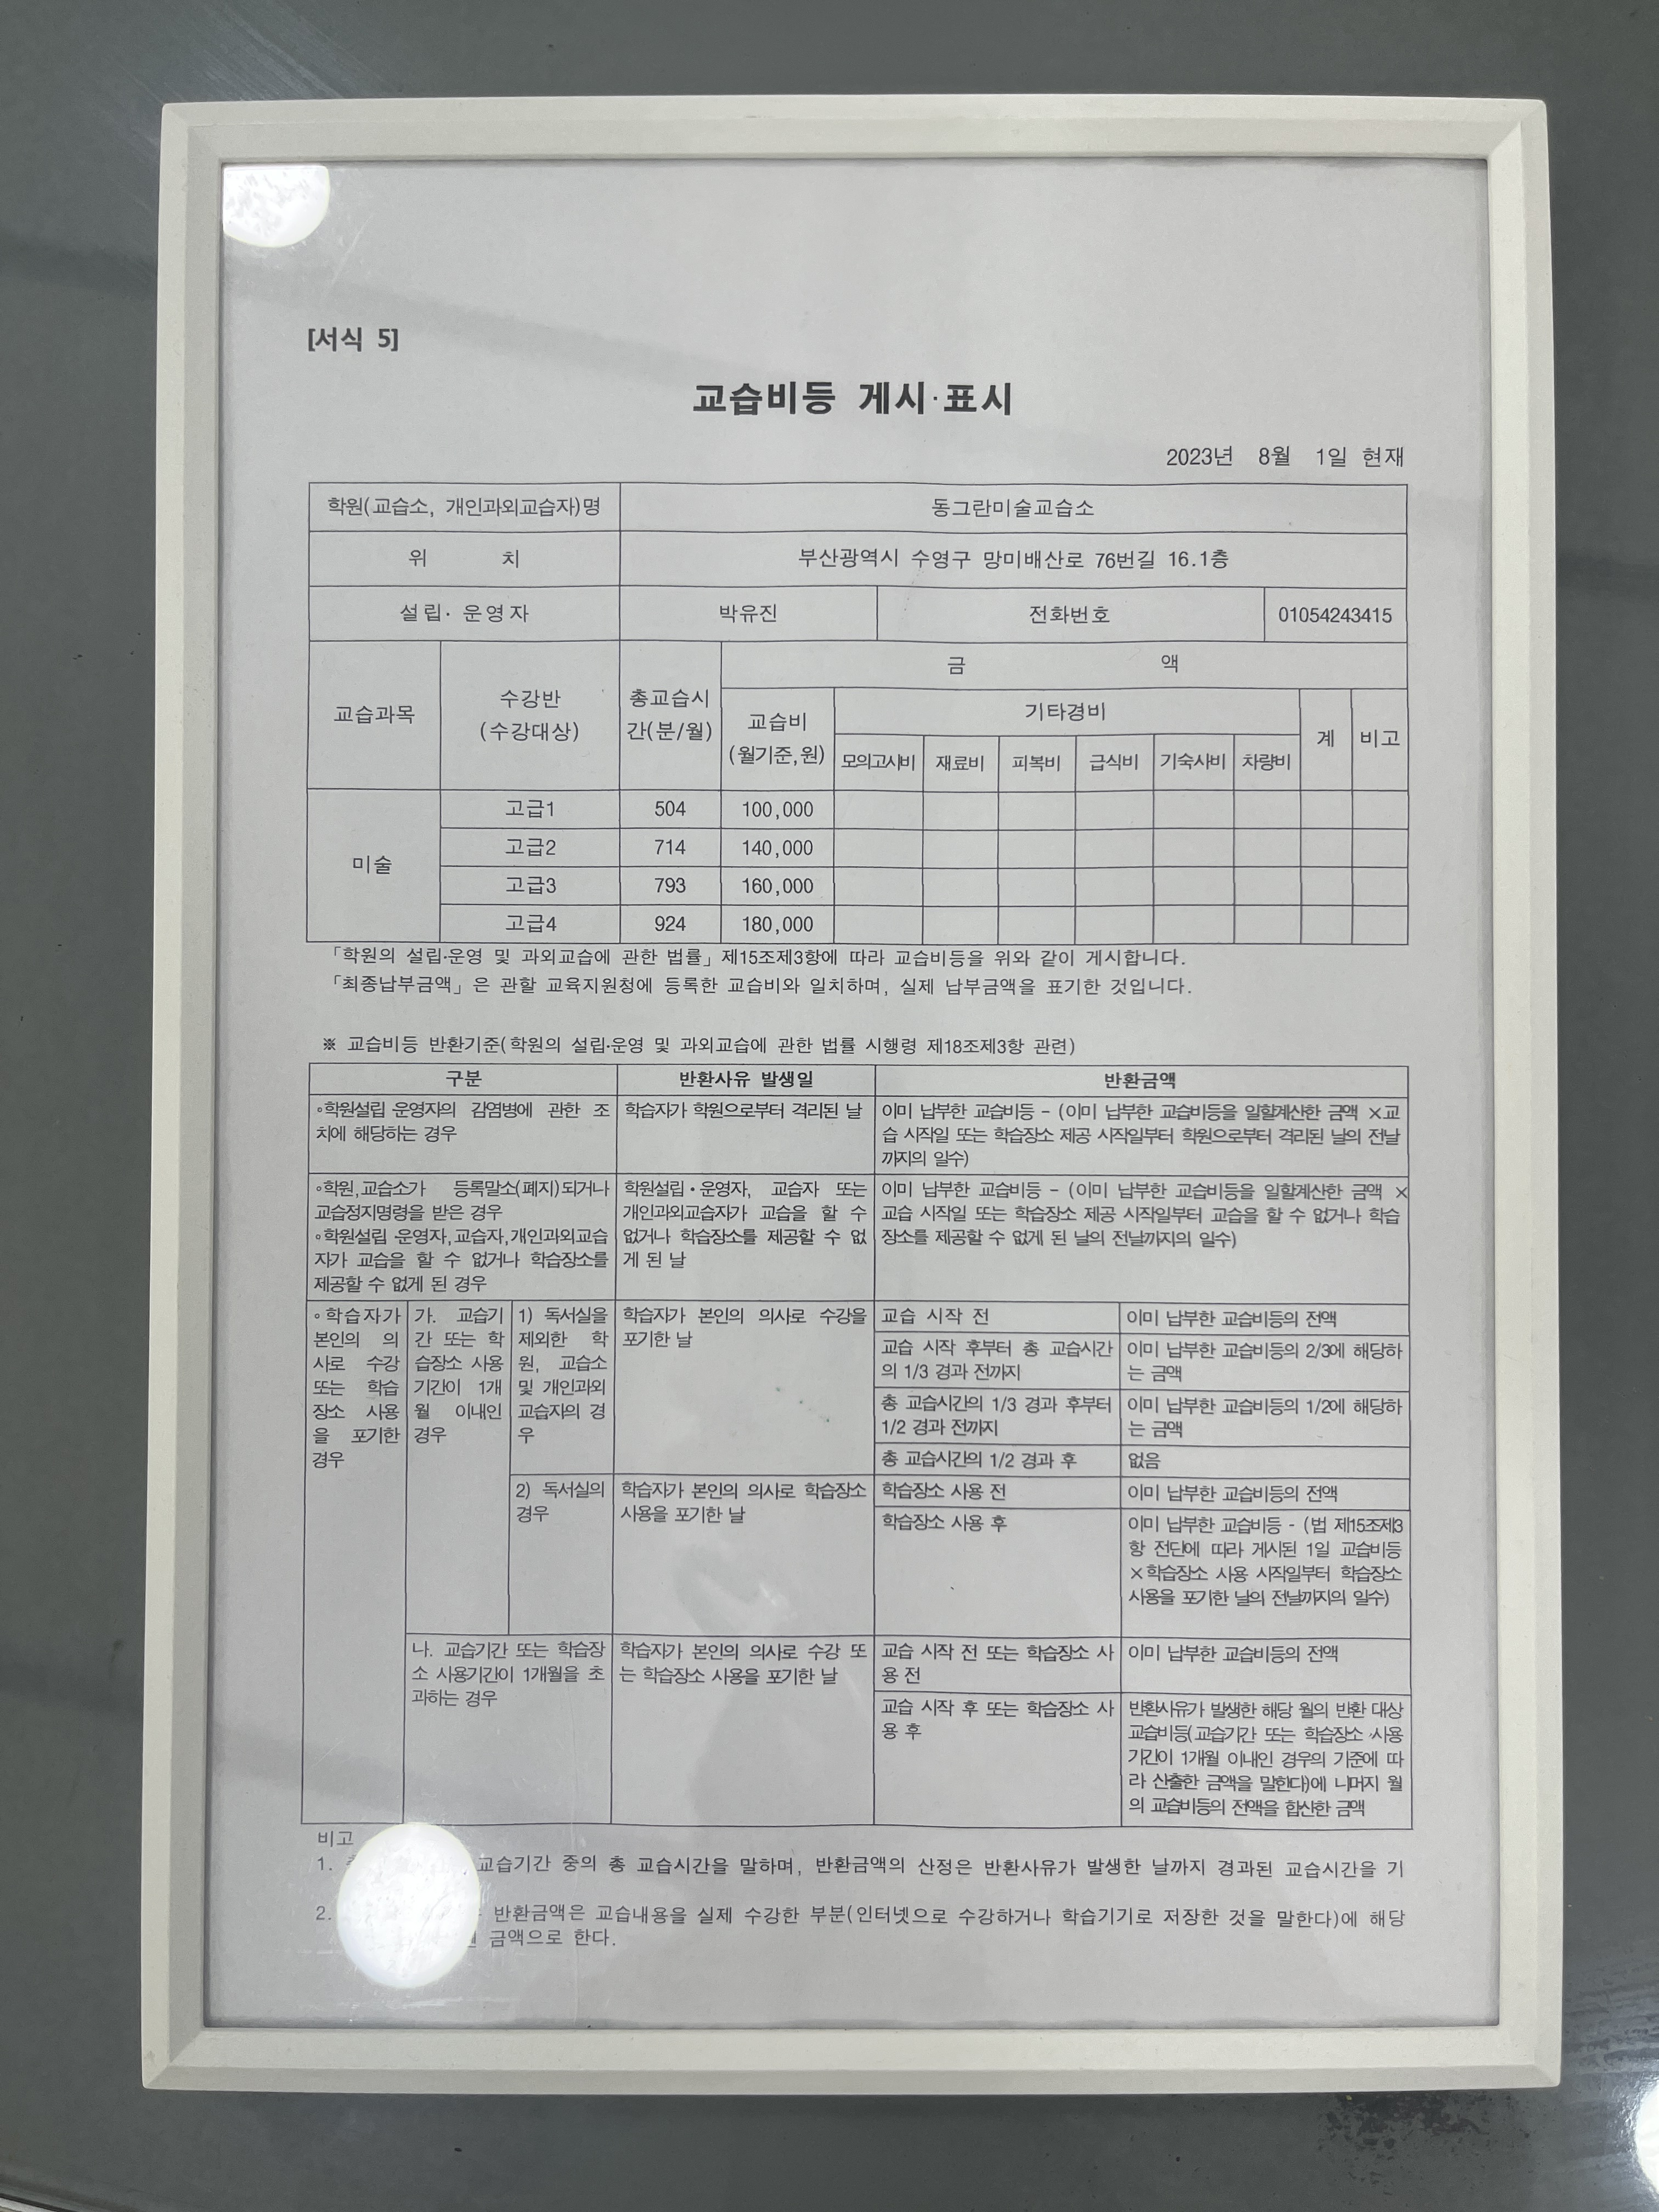 [서식 5]
교습비등 게시·표시
2023년 8월 1일 현재
학원(교습소, 개인과외교습자)명 동그란미술교습소
위 치 부산광역시 수영구 망미배산로 76번길 16.1층
설립· 운영자 박유진 전화번호 01054243415
교습과목
수강반
(수강대상)
총교습시
간(분/월)
금 액
교습비
(월기준,원)
기타경비
모의고사비 재료비 피복비 급식비 기숙사비 차량비
계 비고
미술
고급1 504 100,000
고급2 714 140,000
고급3 793 160,000
고급4 924 180,000
「학원의 설립·운영 및 과외교습에 관한 법률」제15조제3항에 따라 교습비등을 위와 같이 게시합니다.
「최종납부금액」은 관할 교육지원청에 등록한 교습비와 일치하며, 실제 납부금액을 표기한 것입니다.
※ 교습비등 반환기준(학원의 설립·운영 및 과외교습에 관한 법률 시행령 제18조제3항 관련)
구분 반환사유 발생일 반환금액
◦학원설립 운영자의 감염병에 관한 조
치에 해당하는 경우
학습자가 학원으로부터 격리된 날
이미 납부한 교습비등 - (이미 납부한 교습비등을 일할계산한 금액 ×교
습 시작일 또는 학습장소 제공 시작일부터 학원으로부터 격리된 날의 전날
까지의 일수)
◦학원,교습소가 등록말소(폐지)되거나
교습정지명령을 받은 경우
◦학원설립 ·운영자,교습자,개인과외교습
자가 교습을 할 수 없거나 학습장소를
제공할 수 없게 된 경우
학원설립·운영자, 교습자 또는
개인과외교습자가 교습을 할 수
없거나 학습장소를 제공할 수 없
게 된 날
이미 납부한 교습비등 - (이미 납부한 교습비등을 일할계산한 금액 ×
교습 시작일 또는 학습장소 제공 시작일부터 교습을 할 수 없거나 학습
장소를 제공할 수 없게 된 날의 전날까지의 일수)
◦학습자가
본인의 의
사로 수강
또는 학습
장소 사용
을 포기한
경우
가. 교습기
간 또는 학
습장소 사용
기간이 1개
월 이내인
경우
1) 독서실을
제외한 학
원, 교습소
및 개인과외
교습자의 경
우
학습자가 본인의 의사로 수강을
포기한 날
교습 시작 전
이미 납부한 교습비등의 전액
교습 시작 후부터 총 교습시간
의 1/3 경과 전까지
이미 납부한 교습비등의 2/3에 해당하
는 금액
총 교습시간의 1/3 경과 후부터
1/2 경과 전까지
이미 납부한 교습비등의 1/2에 해당하
는 금액
총 교습시간의 1/2 경과 후
없음
2) 독서실의
경우
학습자가 본인의 의사로 학습장소
사용을 포기한 날
학습장소 사용 전
이미 납부한 교습비등의 전액
학습장소 사용 후
이미 납부한 교습비등 - (법 제15조제3
항 전단에 따라 게시된 1일 교습비등
×학습장소 사용 시작일부터 학습장소
사용을 포기한 날의 전날까지의 일수)
나. 교습기간 또는 학습장
소 사용기간이 1개월을 초
과하는 경우
학습자가 본인의 의사로 수강 또
는 학습장소 사용을 포기한 날
교습 시작 전 또는 학습장소 사
용 전
이미 납부한 교습비등의 전액
교습 시작 후 또는 학습장소 사
용 후
반환사유가 발생한 해당 월의 반환 대상
교습비등(교습기간 또는 학습장소 사용
기간이 1개월 이내인 경우의 기준에 따
라 산출한 금액을 말한다)에 나머지 월
의 교습비등의 전액을 합산한 금액
비고
1. 교습기간 중의 총 교습시간을 말하며, 반환금액의 산정은 반환사유가 발생한 날까지 경과된 교습시간을 기
2. 반환금액은 교습내용을 실제 수강한 부분(인터넷으로 수강하거나 학습기기로 저장한 것을 말한다)에 해당
금액으로 한다.